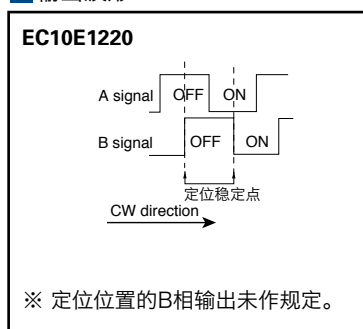 EC10E1220
A signal OFF ON
B signal OFF ON
定位稳定点
CW direction
※ 定位位置的B相输出未作规定。